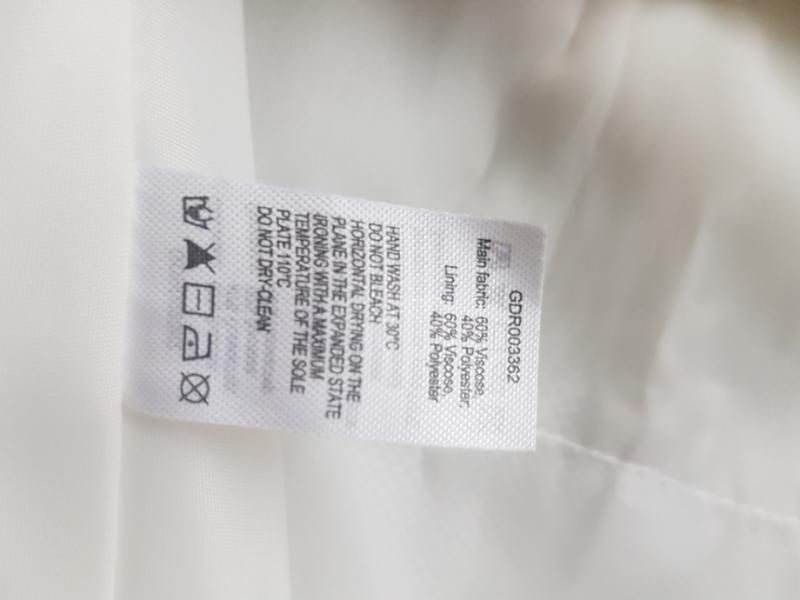 GDR003362
Main fabric: 60% Viscose,
40% Polyester;
Lining: 60% Viscose,
40% Polyester
HAND WASH AT 30°C
DO NOT BLEACH
HORIZONTAL DRYING ON THE
PLANE IN THE EXPANDED STATE
IRONING WITH A MAXIMUM
TEMPERATURE OF THE SOLE
PLATE 110°C
DO NOT DRY-CLEAN